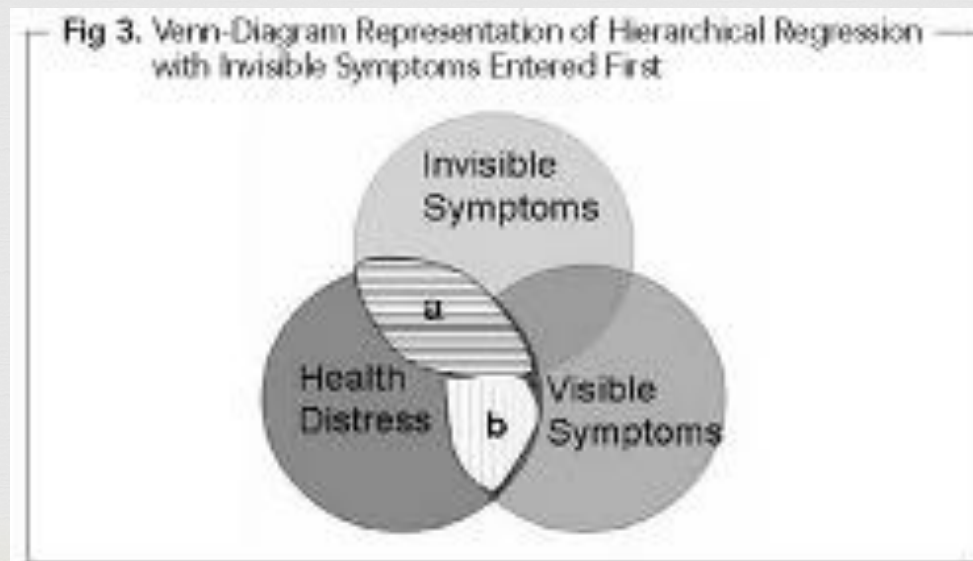 Fig 3. Venn-Diagram Representation of Hierarchical Regression
with Invisible Symptoms Entered First
Invisible
Symptoms
a
Health
Distress
b
Visible
Symptoms